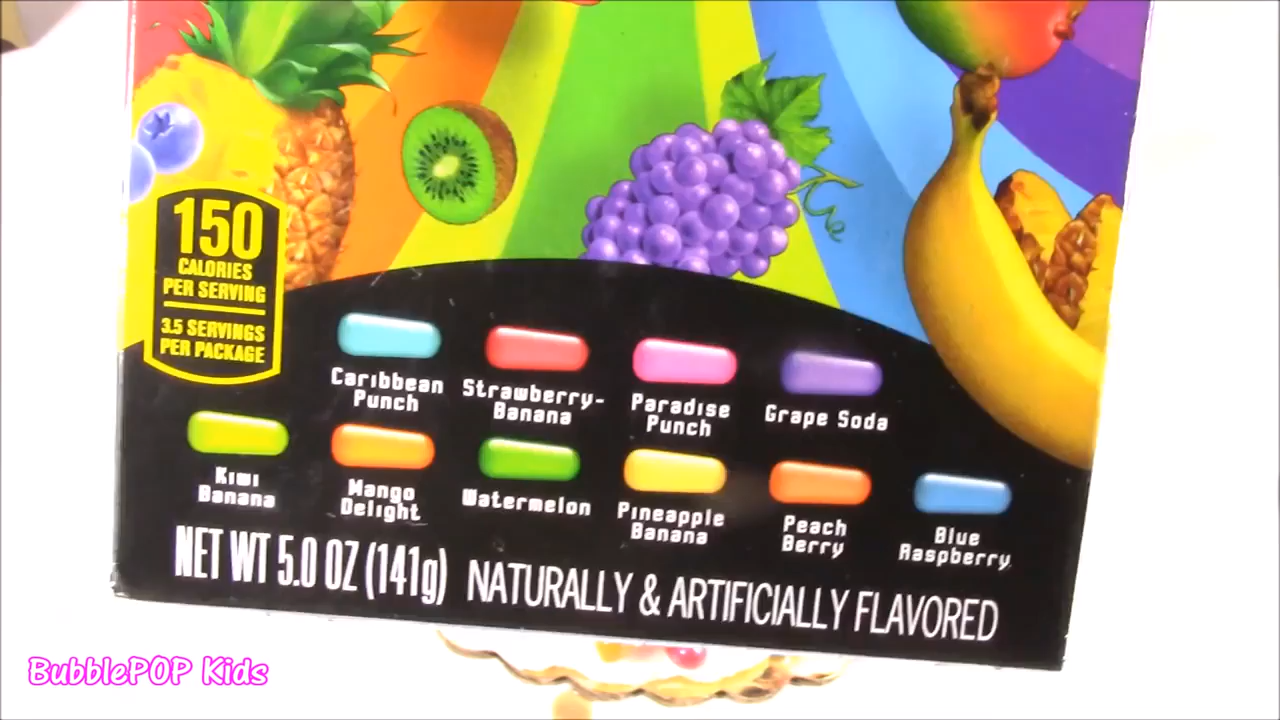 150
CALORIES
PER SERVING
3.5 SERVINGS
PER PACKAGE
Caribbean
Punch
Strawberry-
Banana
Paradise
Punch
Grape Soda
Kiwi
Banana
Mango
Delight
Watermelon
Pineapple
Banana
Peach
Berry
Blue
Raspberry
NET WT 5.0 OZ (141g)
NATURALLY & ARTIFICIALLY FLAVORED
BubblePOP Kids